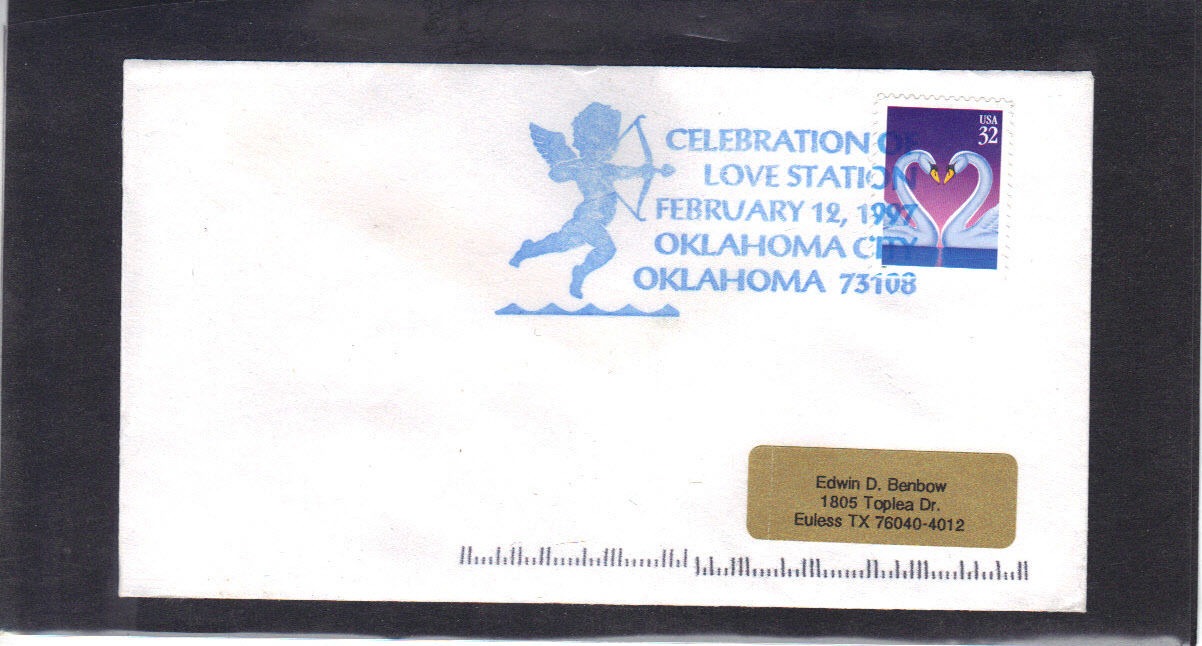 CELEBRATION OF
LOVE STATION
FEBRUARY 12, 1997
OKLAHOMA CITY
OKLAHOMA 73108
USA
32
Edwin D. Benbow
1805 Toplea Dr.
Euless TX 76040-4012